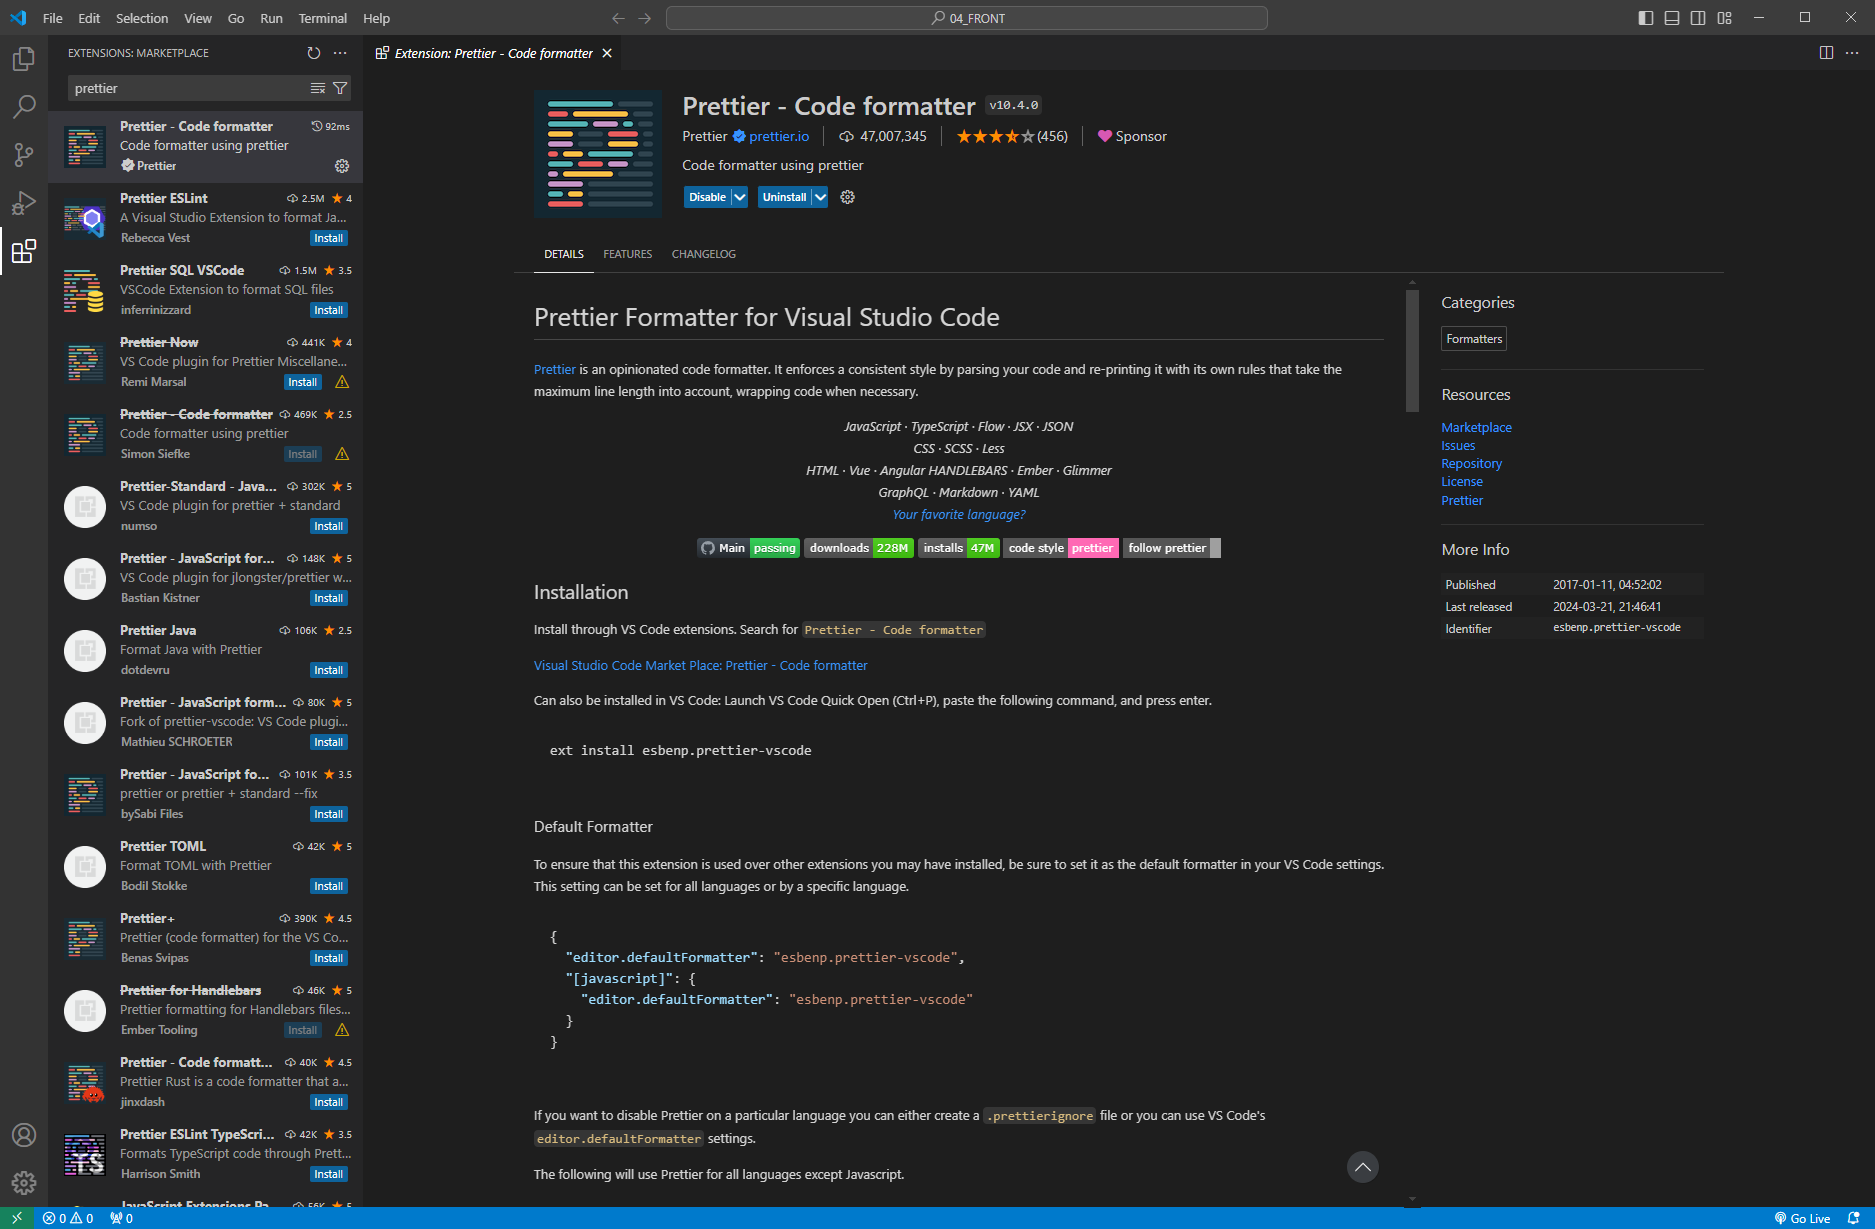 File Edit Selection View Go Run Terminal Help
04_FRONT
EXTENSIONS: MARKETPLACE
prettier
Prettier - Code formatter 92ms
Code formatter using prettier
Prettier
Prettier ESLint 2.5M 4
A Visual Studio Extension to format Ja...
Rebecca Vest Install
Prettier SQL VSCode 1.5M 3.5
VSCode Extension to format SQL files
inferrinizzard Install
Prettier Now 441K 4
VS Code plugin for Prettier Miscellane...
Remi Marsal Install
Prettier - Code formatter 469K 2.5
Code formatter using prettier
Simon Siefke Install
Prettier-Standard - Java... 302K 5
VS Code plugin for prettier + standard
numso Install
Prettier - JavaScript for... 148K 5
VS Code plugin for jlongster/prettier w...
Bastian Kistner Install
Prettier Java 106K 2.5
Format Java with Prettier
dotdevru Install
Prettier - JavaScript form... 80K 5
Fork of prettier-vscode: VS Code plugi...
Mathieu SCHROETER Install
Prettier - JavaScript fo... 101K 3.5
prettier or prettier + standard --fix
bySabi Files Install
Prettier TOML 42K 5
Format TOML with Prettier
Bodil Stokke Install
Prettier+ 390K 4.5
Prettier (code formatter) for the VS Co...
Benas Svipas Install
Prettier for Handlebars 46K 5
Prettier formatting for Handlebars files...
Ember Tooling Install
Prettier - Code formatt... 40K 4.5
Prettier Rust is a code formatter that a...
jinxdash Install
Prettier ESLint TypeScri... 42K 3.5
Formats TypeScript code through Prett...
Harrison Smith Install
TS
JavaScript Extensions Pa... 56K 5
Extension: Prettier - Code formatter
Prettier - Code formatter v10.4.0
Prettier prettier.io 47,007,345 (456) Sponsor
Code formatter using prettier
Disable Uninstall
DETAILS FEATURES CHANGELOG
Prettier Formatter for Visual Studio Code
Prettier is an opinionated code formatter. It enforces a consistent style by parsing your code and re-printing it with its own rules that take the
maximum line length into account, wrapping code when necessary.
JavaScript · TypeScript · Flow · JSX · JSON
CSS · SCSS · Less
HTML · Vue · Angular HANDLEBARS · Ember · Glimmer
GraphQL · Markdown · YAML
Your favorite language?
Main passing downloads 228M installs 47M code style prettier follow prettier
Installation
Install through VS Code extensions. Search for Prettier - Code formatter
Visual Studio Code Market Place: Prettier - Code formatter
Can also be installed in VS Code: Launch VS Code Quick Open (Ctrl+P), paste the following command, and press enter.
ext install esbenp.prettier-vscode
Default Formatter
To ensure that this extension is used over other extensions you may have installed, be sure to set it as the default formatter in your VS Code settings.
This setting can be set for all languages or by a specific language.
{
"editor.defaultFormatter": "esbenp.prettier-vscode",
"[javascript]": {
"editor.defaultFormatter": "esbenp.prettier-vscode"
}
}
If you want to disable Prettier on a particular language you can either create a .prettierignore file or you can use VS Code's
editor.defaultFormatter settings.
The following will use Prettier for all languages except Javascript.
Categories
Formatters
Resources
Marketplace
Issues
Repository
License
Prettier
More Info
Published 2017-01-11, 04:52:02
Last released 2024-03-21, 21:46:41
Identifier esbenp.prettier-vscode
0 0 0
Go Live